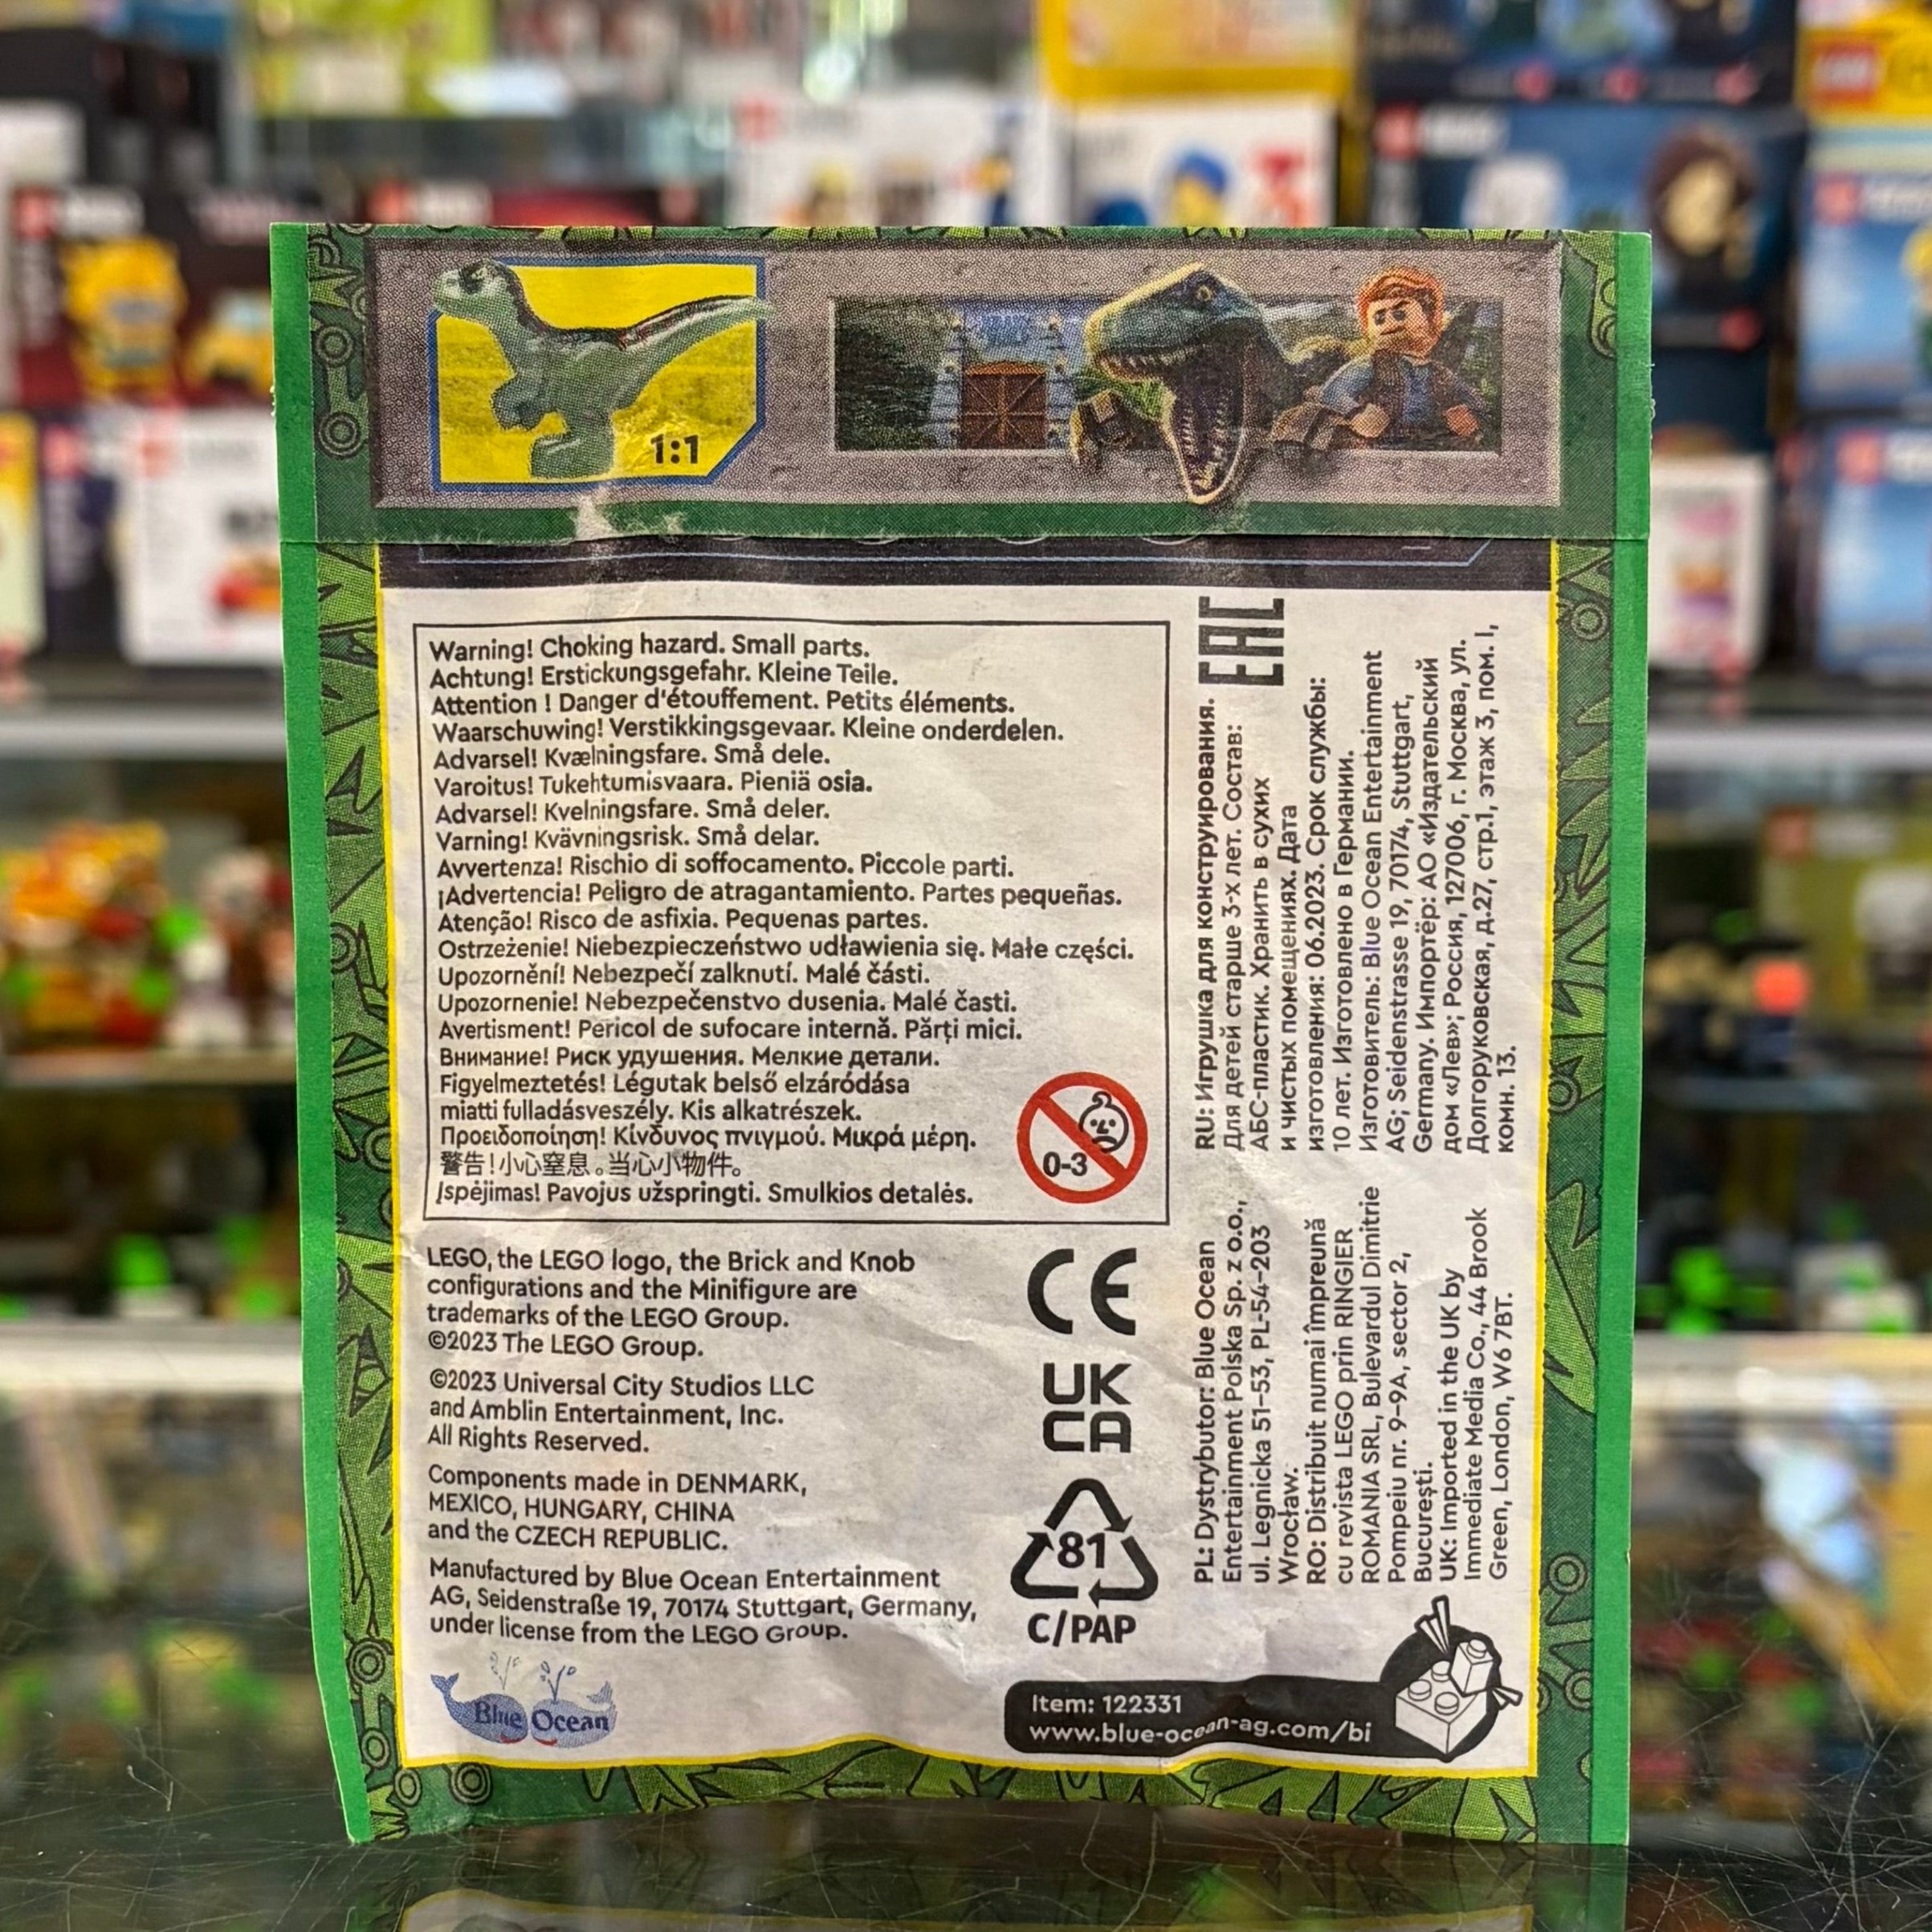 1:1
Warning! Choking hazard. Small parts.
Achtung! Erstickungsgefahr. Kleine Teile.
Attention ! Danger d'étouffement. Petits éléments.
Waarschuwing! Verstikkingsgevaar. Kleine onderdelen.
Advarsel! Kvælningsfare. Små dele.
Varoitus! Tukehtumisvaara. Pieniä osia.
Advarsel! Kvelningsfare. Små deler.
Varning! Kvävningsrisk. Små delar.
Avvertenza! Rischio di soffocamento. Piccole parti.
¡Advertencia! Peligro de atragantamiento. Partes pequeñas.
Atenção! Risco de asfixia. Pequenas partes.
Ostrzeżenie! Niebezpieczeństwo udławienia się. Małe części.
Upozornění! Nebezpečí zalknutí. Malé části.
Upozornenie! Nebezpečenstvo dusenia. Malé časti.
Avertisment! Pericol de sufocare internă. Părți mici.
Внимание! Риск удушения. Мелкие детали.
Figyelmeztetés! Légutak belső elzáródása
miatti fulladásveszély. Kis alkatrészek.
Προειδοποίηση! Κίνδυνος πνιγμού. Μικρά μέρη.
警告!小心窒息。当心小物件。
Įspėjimas! Pavojus užspringti. Smulkios detalės.
0-3
LEGO, the LEGO logo, the Brick and Knob
configurations and the Minifigure are
trademarks of the LEGO Group.
©2023 The LEGO Group.
©2023 Universal City Studios LLC
and Amblin Entertainment, Inc.
All Rights Reserved.
Components made in DENMARK,
MEXICO, HUNGARY, CHINA
and the CZECH REPUBLIC.
Manufactured by Blue Ocean Entertainment
AG, Seidenstraße 19, 70174 Stuttgart, Germany,
under license from the LEGO Group.
Blue Ocean
CE
UK
CA
81
C/PAP
Item: 122331
www.blue-ocean-ag.com/bi
EAC
RU: Игрушка для конструирования.
Для детей старше 3-х лет. Состав:
АБС-пластик. Хранить в сухих
и чистых помещениях. Дата
изготовления: 06.2023. Срок службы:
10 лет. Изготовлено в Германии.
Изготовитель: Blue Ocean Entertainment
AG; Seidenstrasse 19, 70174, Stuttgart,
Germany. Импортёр: АО «Издательский
дом «Лев»; Россия, 127006, г. Москва, ул.
Долгоруковская, д.27, стр.1, этаж 3, пом. I,
комн. 13.
PL: Dystrybutor: Blue Ocean
Entertainment Polska Sp. z o.o.,
ul. Legnicka 51-53, PL-54-203
Wrocław.
RO: Distribuit numai împreună
cu revista LEGO prin RINGIER
ROMANIA SRL, Bulevardul Dimitrie
Pompeiu nr. 9-9A, sector 2,
București.
UK: Imported in the UK by
Immediate Media Co., 44 Brook
Green, London, W6 7BT.